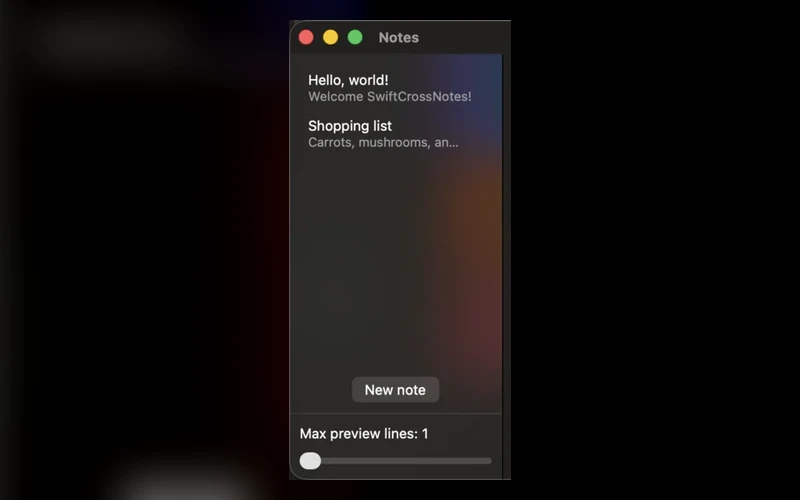 Notes
Hello, world!
Welcome SwiftCrossNotes!
Shopping list
Carrots, mushrooms, an...
New note
Max preview lines: 1